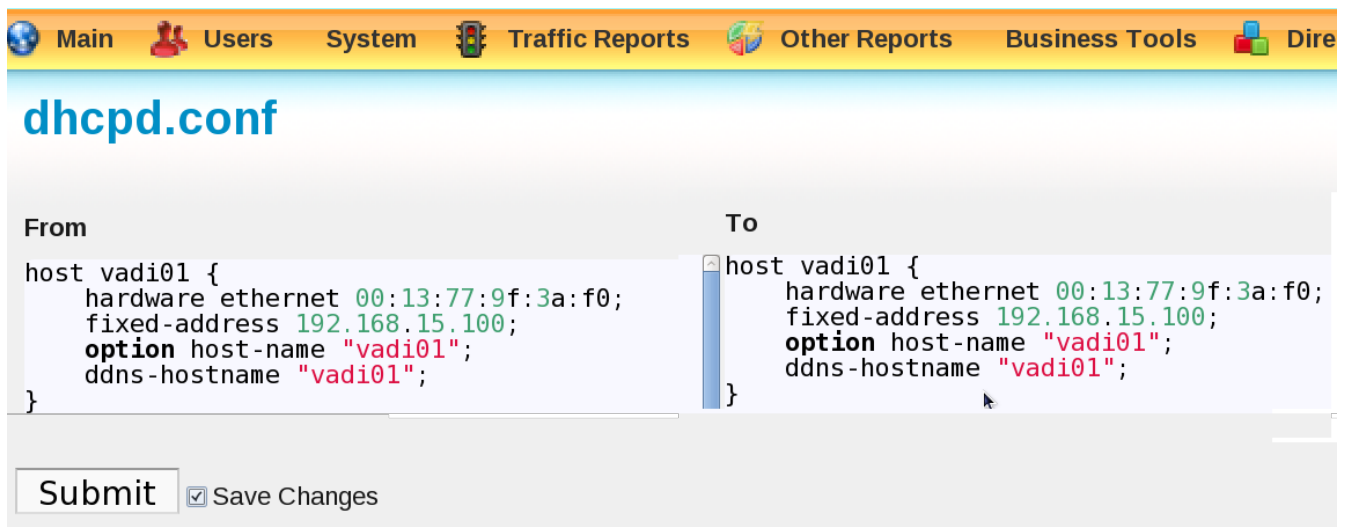 Main Users System Traffic Reports Other Reports Business Tools Dire
dhcpd.conf
From
host vadi01 {
    hardware ethernet 00:13:77:9f:3a:f0;
    fixed-address 192.168.15.100;
    option host-name "vadi01";
    ddns-hostname "vadi01";
}
To
host vadi01 {
    hardware ethernet 00:13:77:9f:3a:f0;
    fixed-address 192.168.15.100;
    option host-name "vadi01";
    ddns-hostname "vadi01";
}
Submit Save Changes